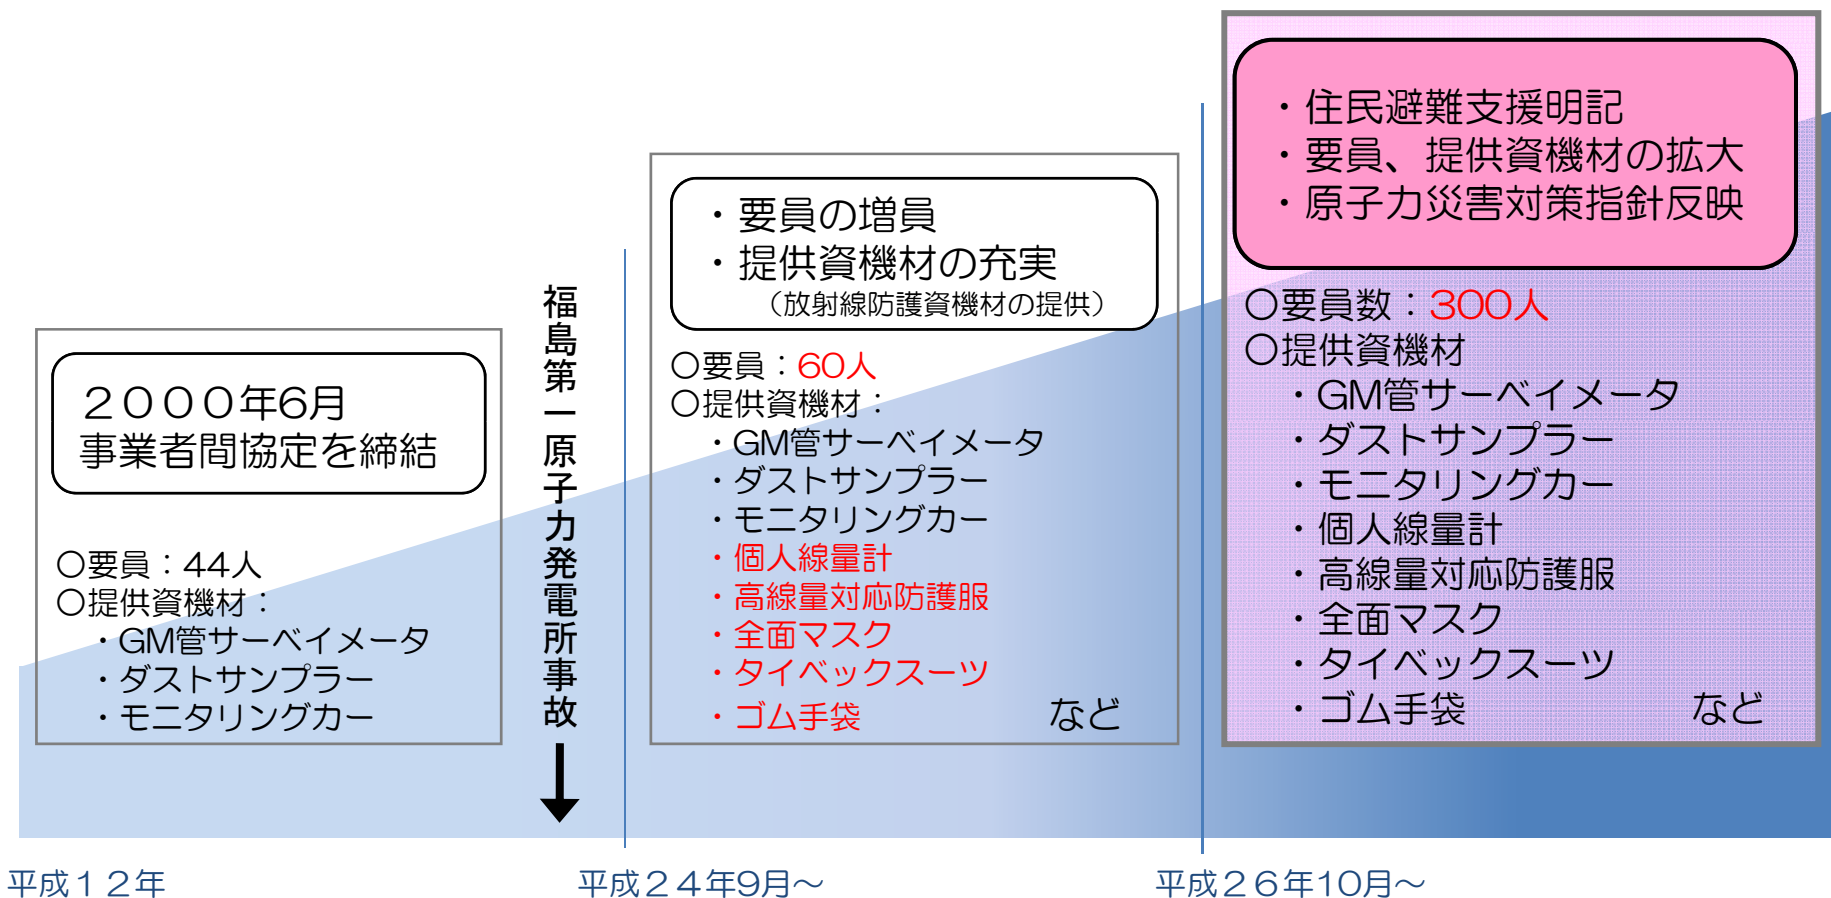 ２０００年6月
事業者間協定を締結
〇要員：44人
〇提供資機材：
・GM管サーベイメータ
・ダストサンプラー
・モニタリングカー
福島第一原子力発電所事故
・要員の増員
・提供資機材の充実
（放射線防護資機材の提供）
〇要員：60人
〇提供資機材：
・GM管サーベイメータ
・ダストサンプラー
・モニタリングカー
・個人線量計
・高線量対応防護服
・全面マスク
・タイベックスーツ
・ゴム手袋 など
・住民避難支援明記
・要員、提供資機材の拡大
・原子力災害対策指針反映
〇要員数：300人
〇提供資機材
・GM管サーベイメータ
・ダストサンプラー
・モニタリングカー
・個人線量計
・高線量対応防護服
・全面マスク
・タイベックスーツ
・ゴム手袋 など
平成１２年
平成２４年9月～
平成２６年10月～